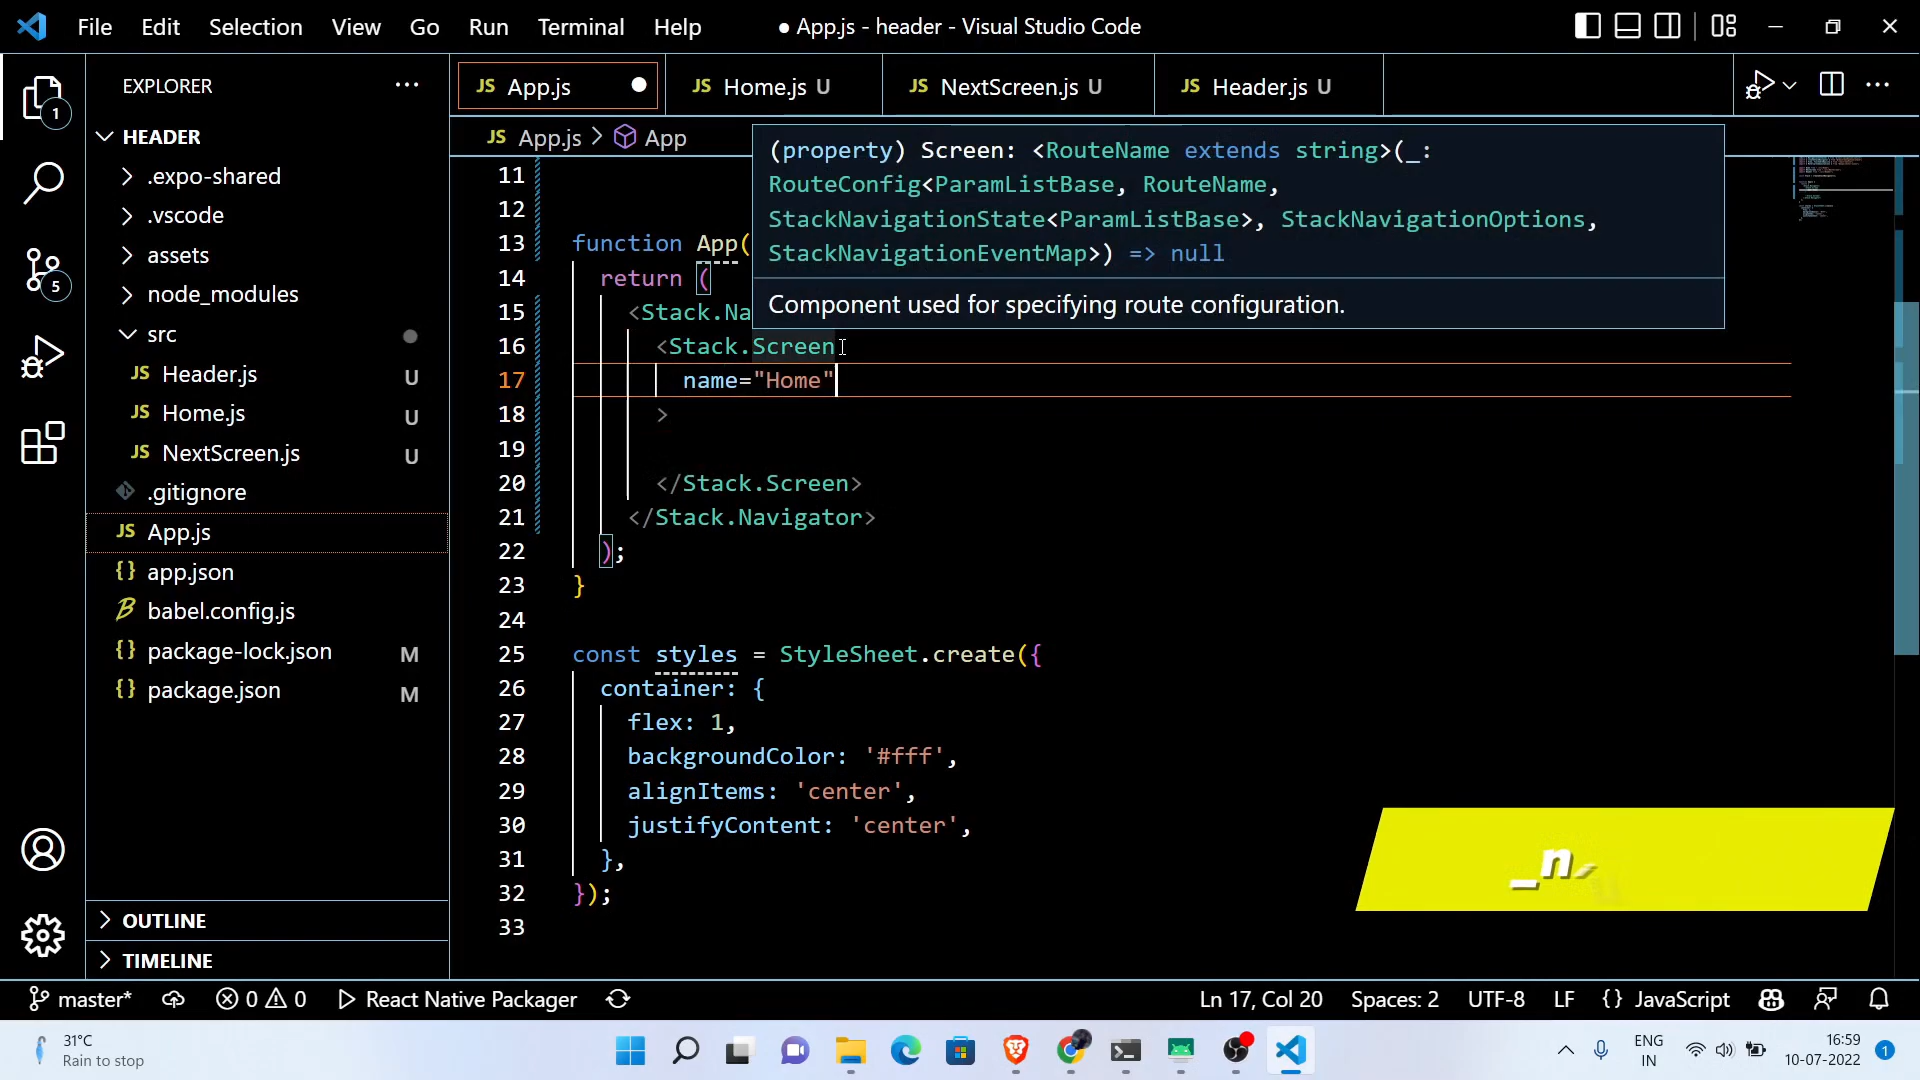 File Edit Selection View Go Run Terminal Help
● App.js - header - Visual Studio Code
EXPLORER
1
HEADER
.expo-shared
.vscode
assets
5
node_modules
src
JS Header.js U
JS Home.js U
JS NextScreen.js U
.gitignore
JS App.js
{} app.json
babel.config.js
{} package-lock.json M
{} package.json M
OUTLINE
TIMELINE
JS App.js
JS Home.js U
JS NextScreen.js U
JS Header.js U
JS App.js > App
(property) Screen: <RouteName extends string>(_:
RouteConfig<ParamListBase, RouteName,
StackNavigationState<ParamListBase>, StackNavigationOptions,
StackNavigationEventMap>) => null
Component used for specifying route configuration.
11
12
13 function App(
14 return (
15 <Stack.Na
16 <Stack.Screen
17 name="Home"
18 >
19
20 </Stack.Screen>
21 </Stack.Navigator>
22 );
23 }
24
25 const styles = StyleSheet.create({
26 container: {
27 flex: 1,
28 backgroundColor: '#fff',
29 alignItems: 'center',
30 justifyContent: 'center',
31 },
32 });
33
master* 0 0 React Native Packager
Ln 17, Col 20 Spaces: 2 UTF-8 LF {} JavaScript
31°C
Rain to stop
ENG
IN
16:59
10-07-2022
1